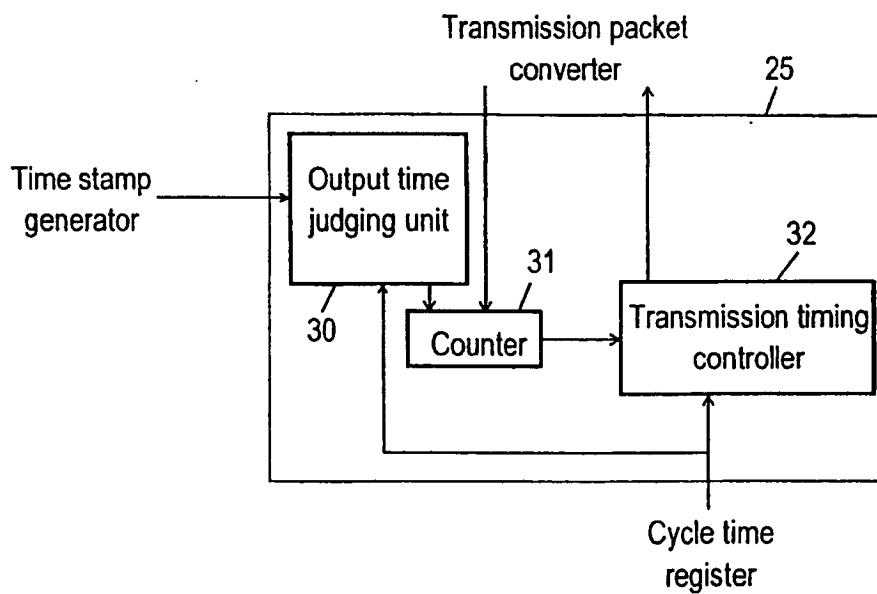 Transmission packet
converter
25
Time stamp
generator
Output time
judging unit
30
31
Counter
32
Transmission timing
controller
Cycle time
register